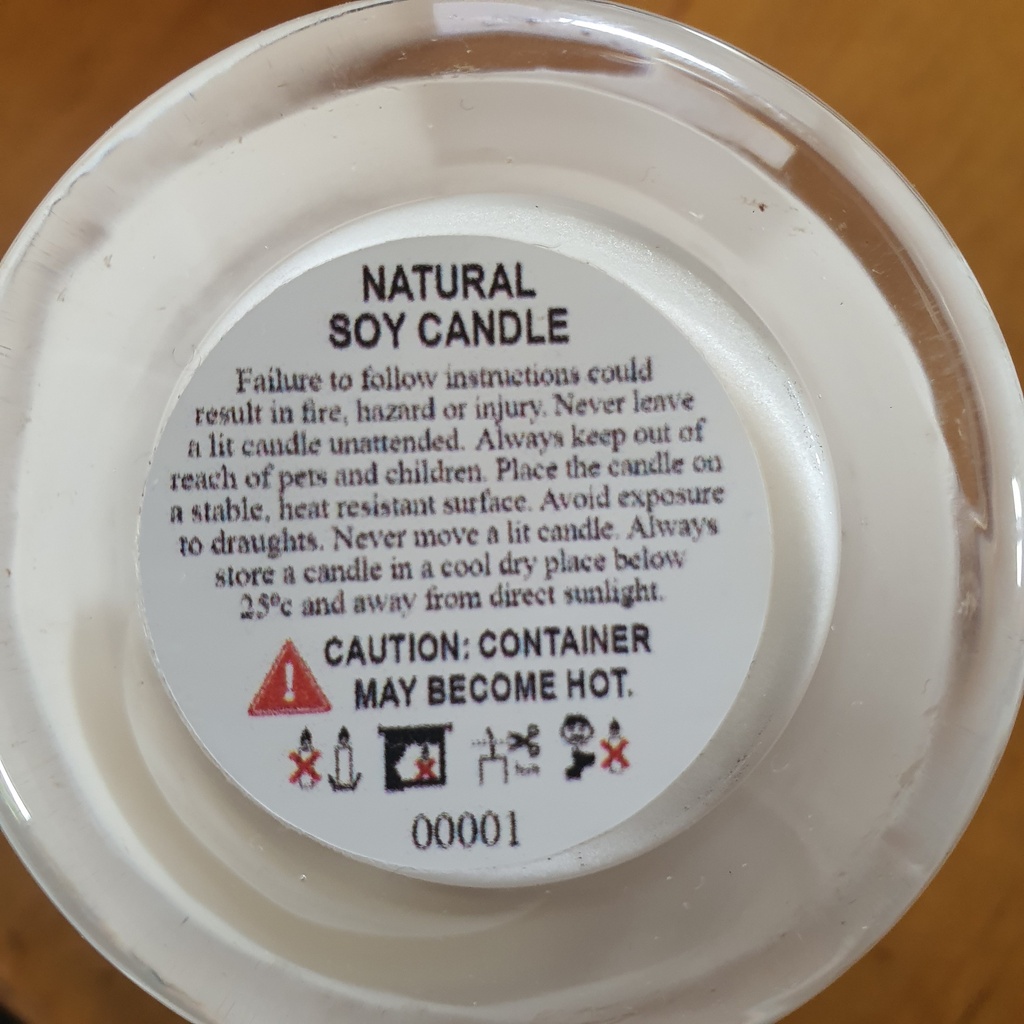 NATURAL
SOY CANDLE
Failure to follow instructions could
result in fire, hazard or injury. Never leave
a lit candle unattended. Always keep out of
reach of pets and children. Place the candle on
a stable, heat resistant surface. Avoid exposure
to draughts. Never move a lit candle. Always
store a candle in a cool dry place below
25ºc and away from direct sunlight.
CAUTION: CONTAINER
MAY BECOME HOT.
00001